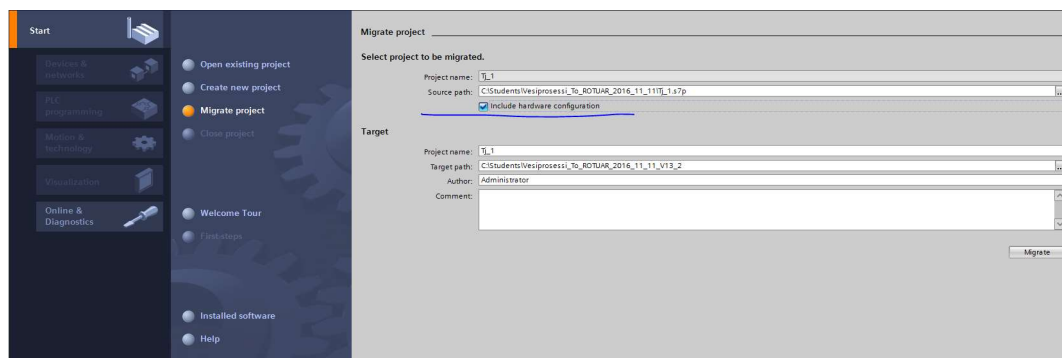 Start
Devices &
networks
PLC
programming
Motion &
technology
Visualization
Online &
Diagnostics
Open existing project
Create new project
Migrate project
Close project
Welcome Tour
First steps
Installed software
Help
Migrate project
Select project to be migrated.
Project name: Tj_1
Source path: C:\Students\Vesiprosessi_To_ROTUAR_2016_11_11\Tj_1.s7p ...
Include hardware configuration
Target
Project name: Tj_1
Target path: C:\Students\Vesiprosessi_To_ROTUAR_2016_11_11_V13_2 ...
Author: Administrator
Comment:
Migrate